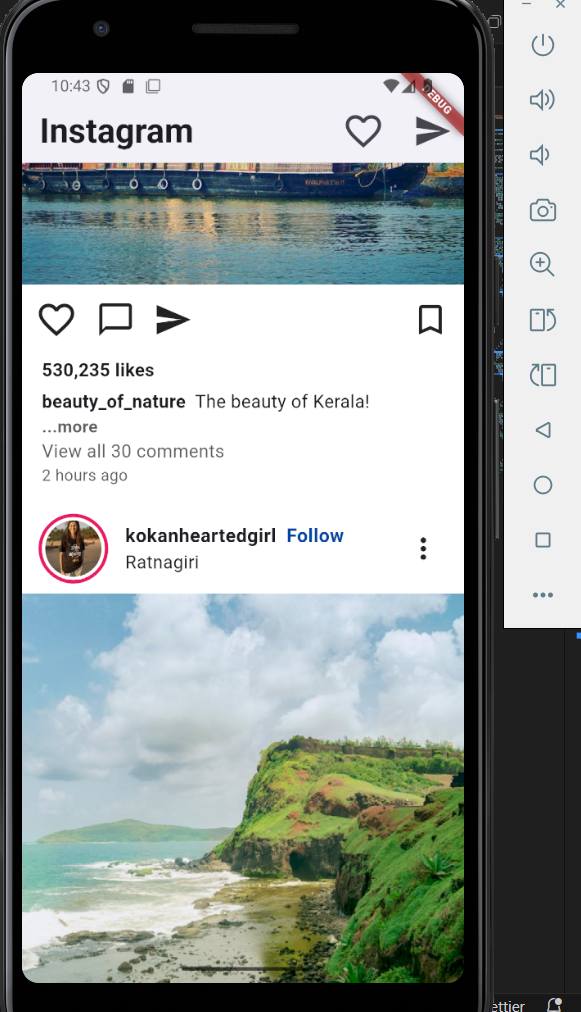 10:43
DEBUG
Instagram
530,235 likes
beauty_of_nature The beauty of Kerala!
...more
View all 30 comments
2 hours ago
kokanheartedgirl Follow
Ratnagiri
ettier